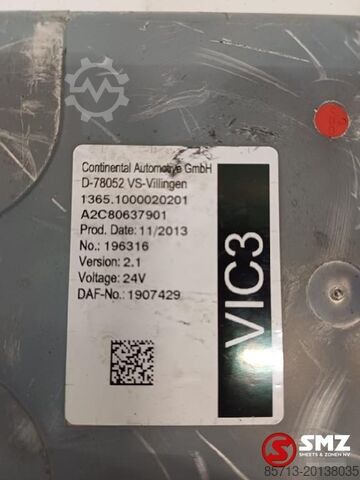 Continental Automotive GmbH
D-78052 VS-Villingen
1365.1000020201
A2C80637901
Prod. Date: 11/2013
No.: 196316
Version: 2.1
Voltage: 24V
DAF-No.: 1907429
VIC3
SMZ
SMEETS & ZONEN NV
85713-20138035